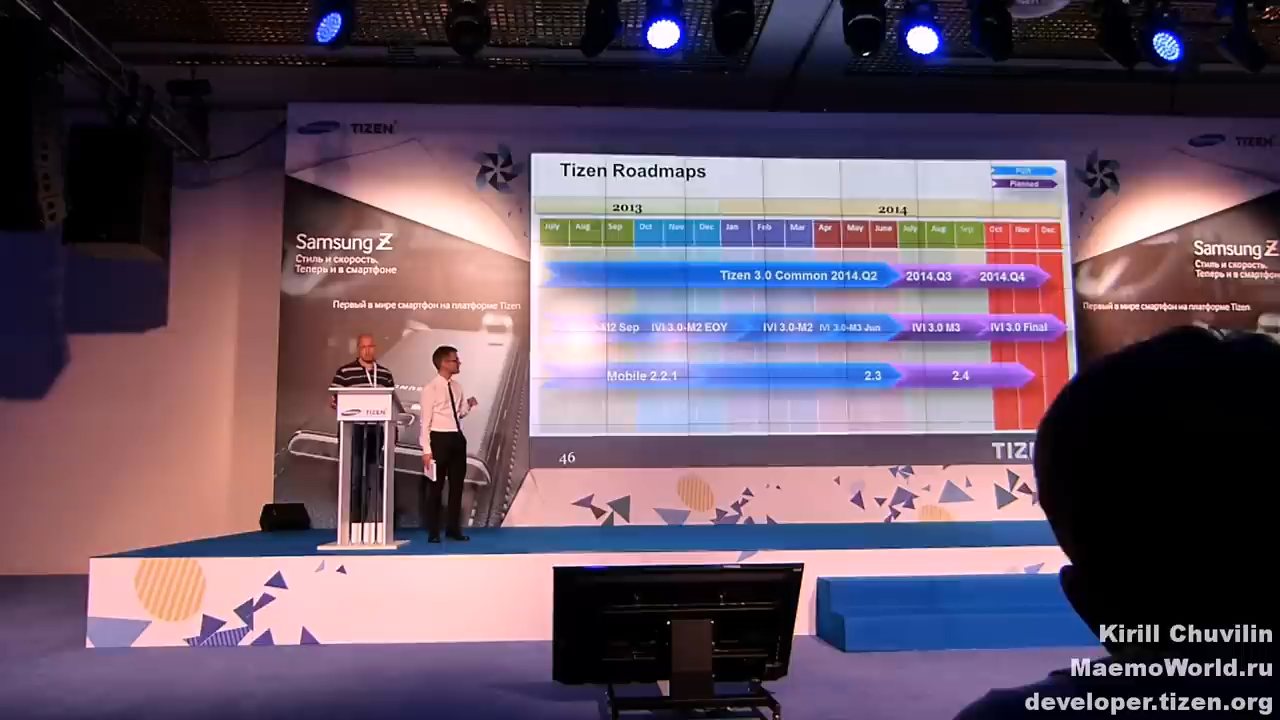 TIZEN
TIZEN
Samsung Z
Стиль и скорость.
Теперь и в смартфоне
Первый в мире смартфон на платформе Tizen
Tizen Roadmaps
Planned
2013
2014
July Aug Sep Oct Nov Dec Jan Feb Mar Apr May June July Aug Sep Oct Nov Dec
Tizen 3.0 Common 2014.Q2 2014.Q3 2014.Q4
Sep IVI 3.0-M2 EOY IVI 3.0-M2 IVI 3.0-M3 Jun IVI 3.0 M3 IVI 3.0 Final
Mobile 2.2.1 2.3 2.4
46
TIZ
Samsung Z
Стиль и скорость.
Теперь и в смартфоне
Первый в мире смартфон на платформе Tizen
TIZEN
Kirill Chuvilin
MaemoWorld.ru
developer.tizen.org